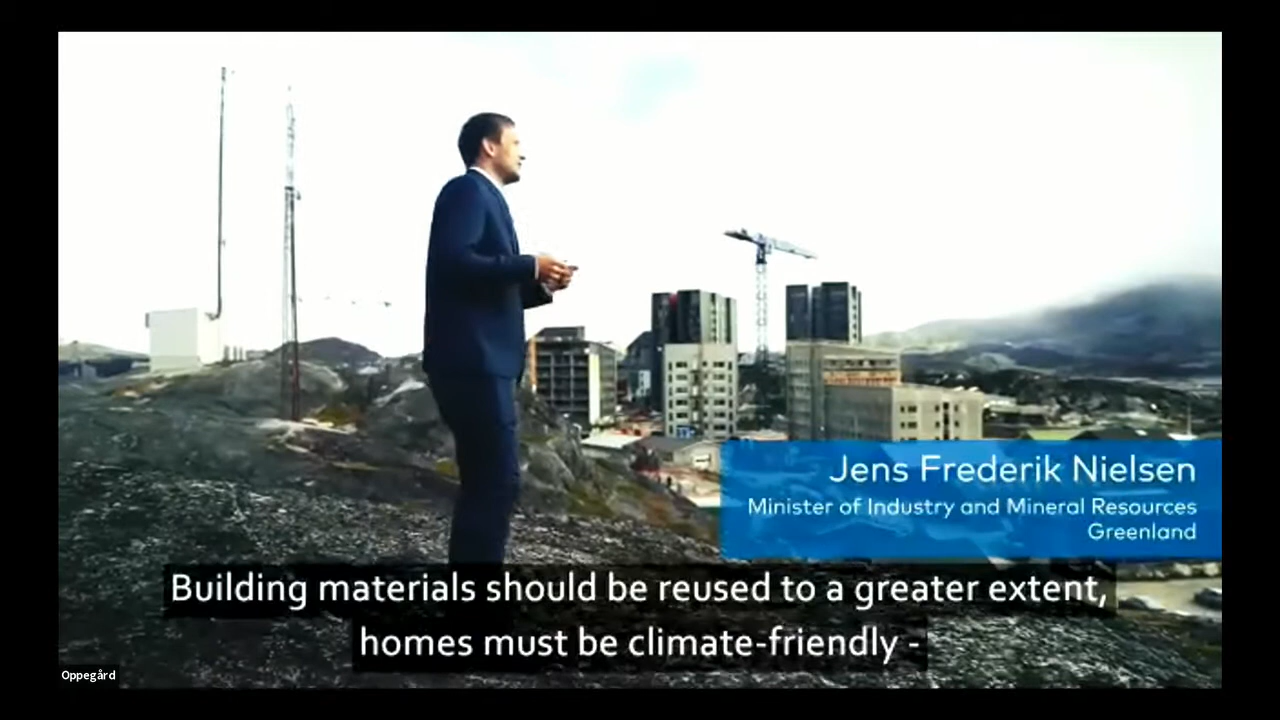 Jens Frederik Nielsen
Minister of Industry and Mineral Resources
Greenland
Building materials should be reused to a greater extent,
homes must be climate-friendly -
Oppegård